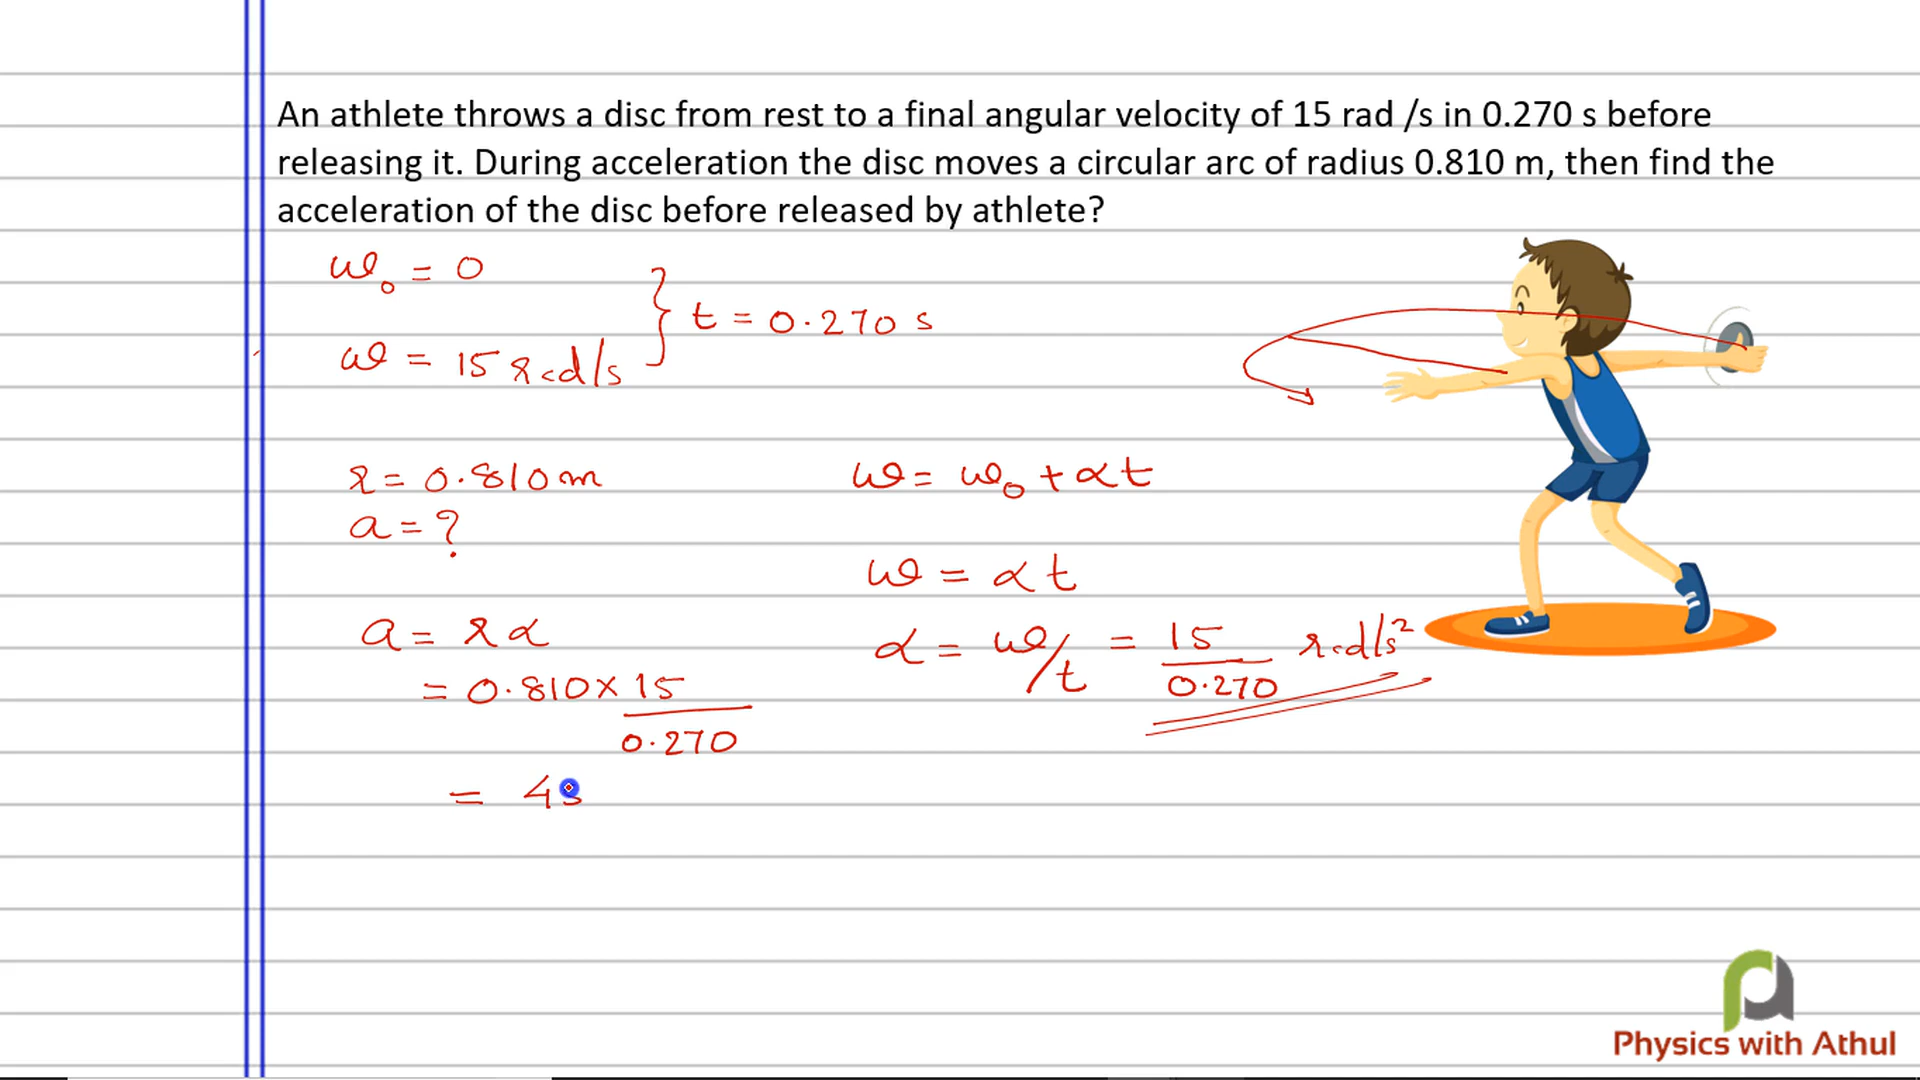 An athlete throws a disc from rest to a final angular velocity of 15 rad /s in 0.270 s before
releasing it. During acceleration the disc moves a circular arc of radius 0.810 m, then find the
acceleration of the disc before released by athlete?
ω₀ = 0
ω = 15 rad/s
} t = 0.270 s
r = 0.810 m
a = ?
a = r α
= 0.810 × 15
0.270
= 4
ω = ω₀ + αt
ω = α t
α = ω/t = 15/0.270 rad/s²
Physics with Athul